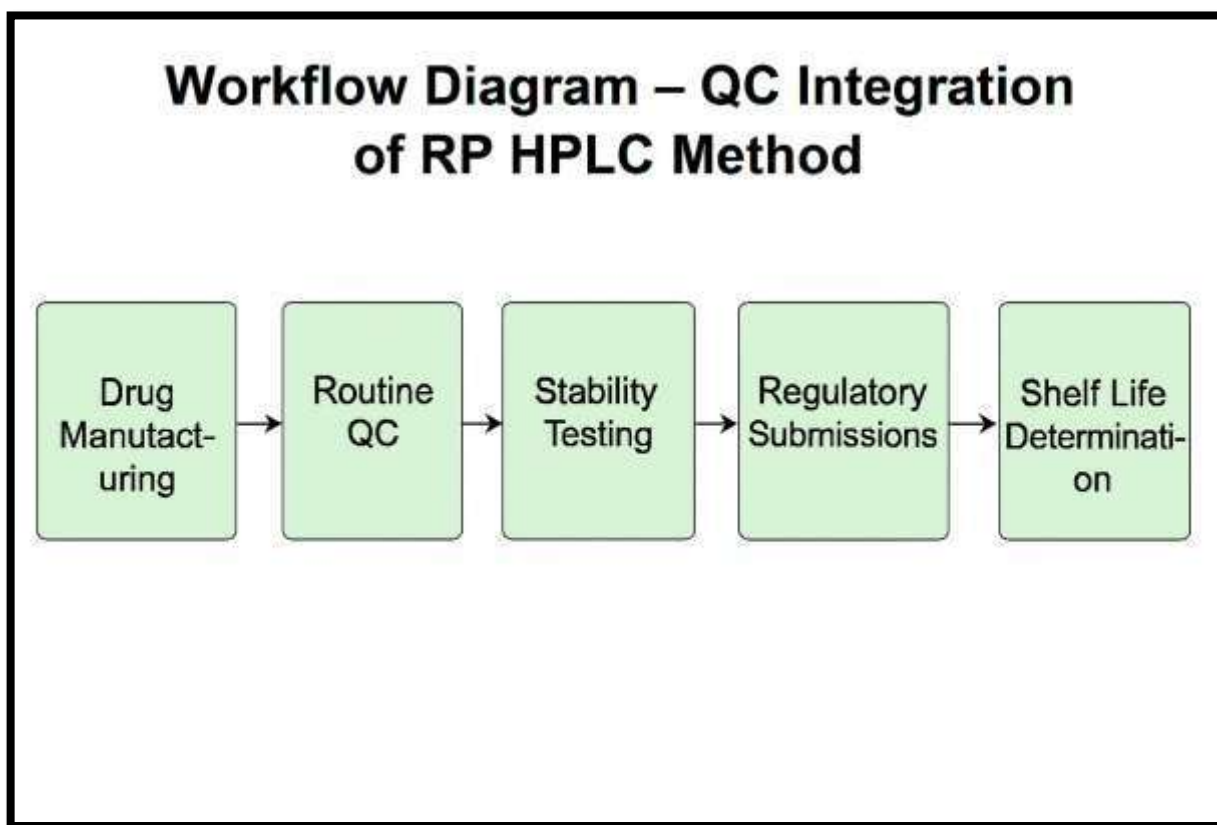 Workflow Diagram – QC Integration
of RP HPLC Method
Drug
Manutact-
uring
Routine
QC
Stability
Testing
Regulatory
Submissions
Shelf Life
Determinati-
on